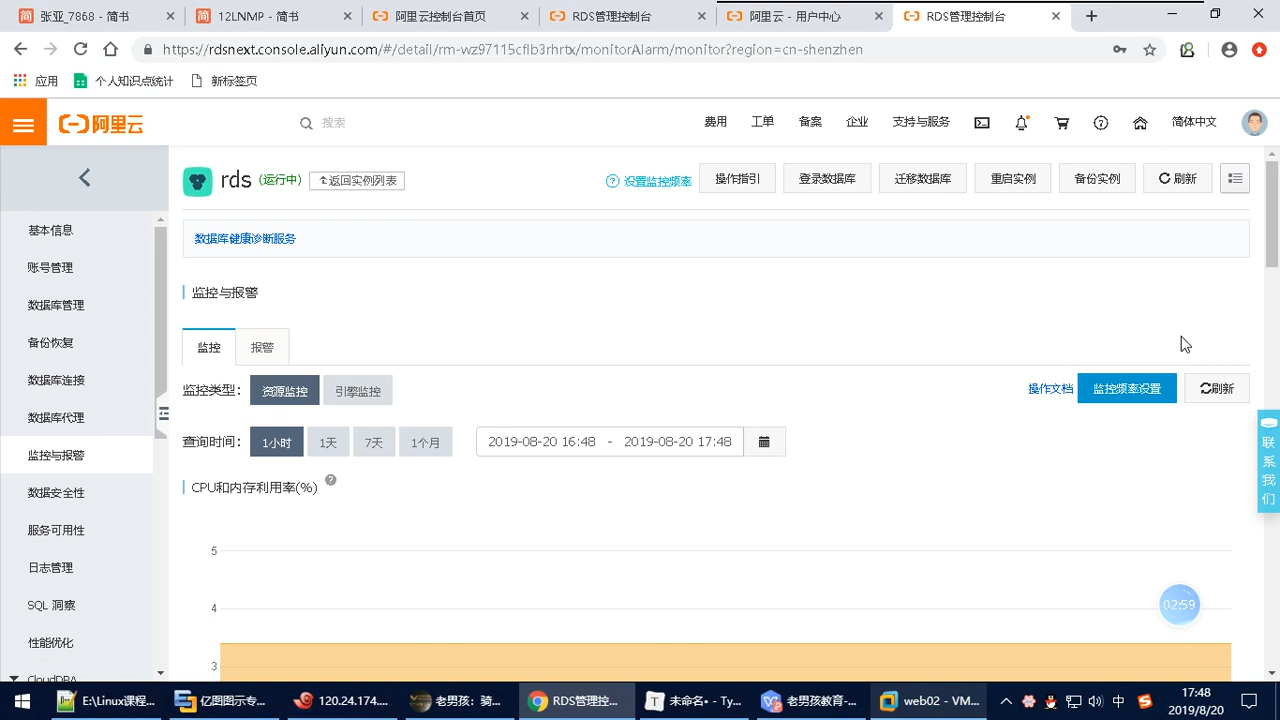 张亚_7868 - 简书
12LNMP - 简书
阿里云控制台首页
RDS管理控制台
阿里云 - 用户中心
RDS管理控制台
https://rdsnext.console.aliyun.com/#/detail/rm-wz97115cflb3rhrtx/monitorAlarm/monitor?region=cn-shenzhen
应用
个人知识点统计
新标签页
阿里云
搜索
费用
工单
备案
企业
支持与服务
简体中文
rds
(运行中)
返回实例列表
设置监控频率
操作指引
登录数据库
迁移数据库
重启实例
备份实例
刷新
数据库健康诊断服务
基本信息
账号管理
数据库管理
备份恢复
数据库连接
数据库代理
监控与报警
数据安全性
服务可用性
日志管理
SQL 洞察
性能优化
CloudDBA
监控与报警
监控
报警
监控类型:
资源监控
引擎监控
操作文档
监控频率设置
刷新
查询时间:
1小时
1天
7天
1个月
2019-08-20 16:48 - 2019-08-20 17:48
CPU和内存利用率(%)
5
4
3
02:59
联系我们
E:\Linux课程...
亿图图示专...
120.24.174....
老男孩：骑...
RDS管理控...
未命名• - Ty...
老男孩教育-...
web02 - VM...
中
17:48
2019/8/20